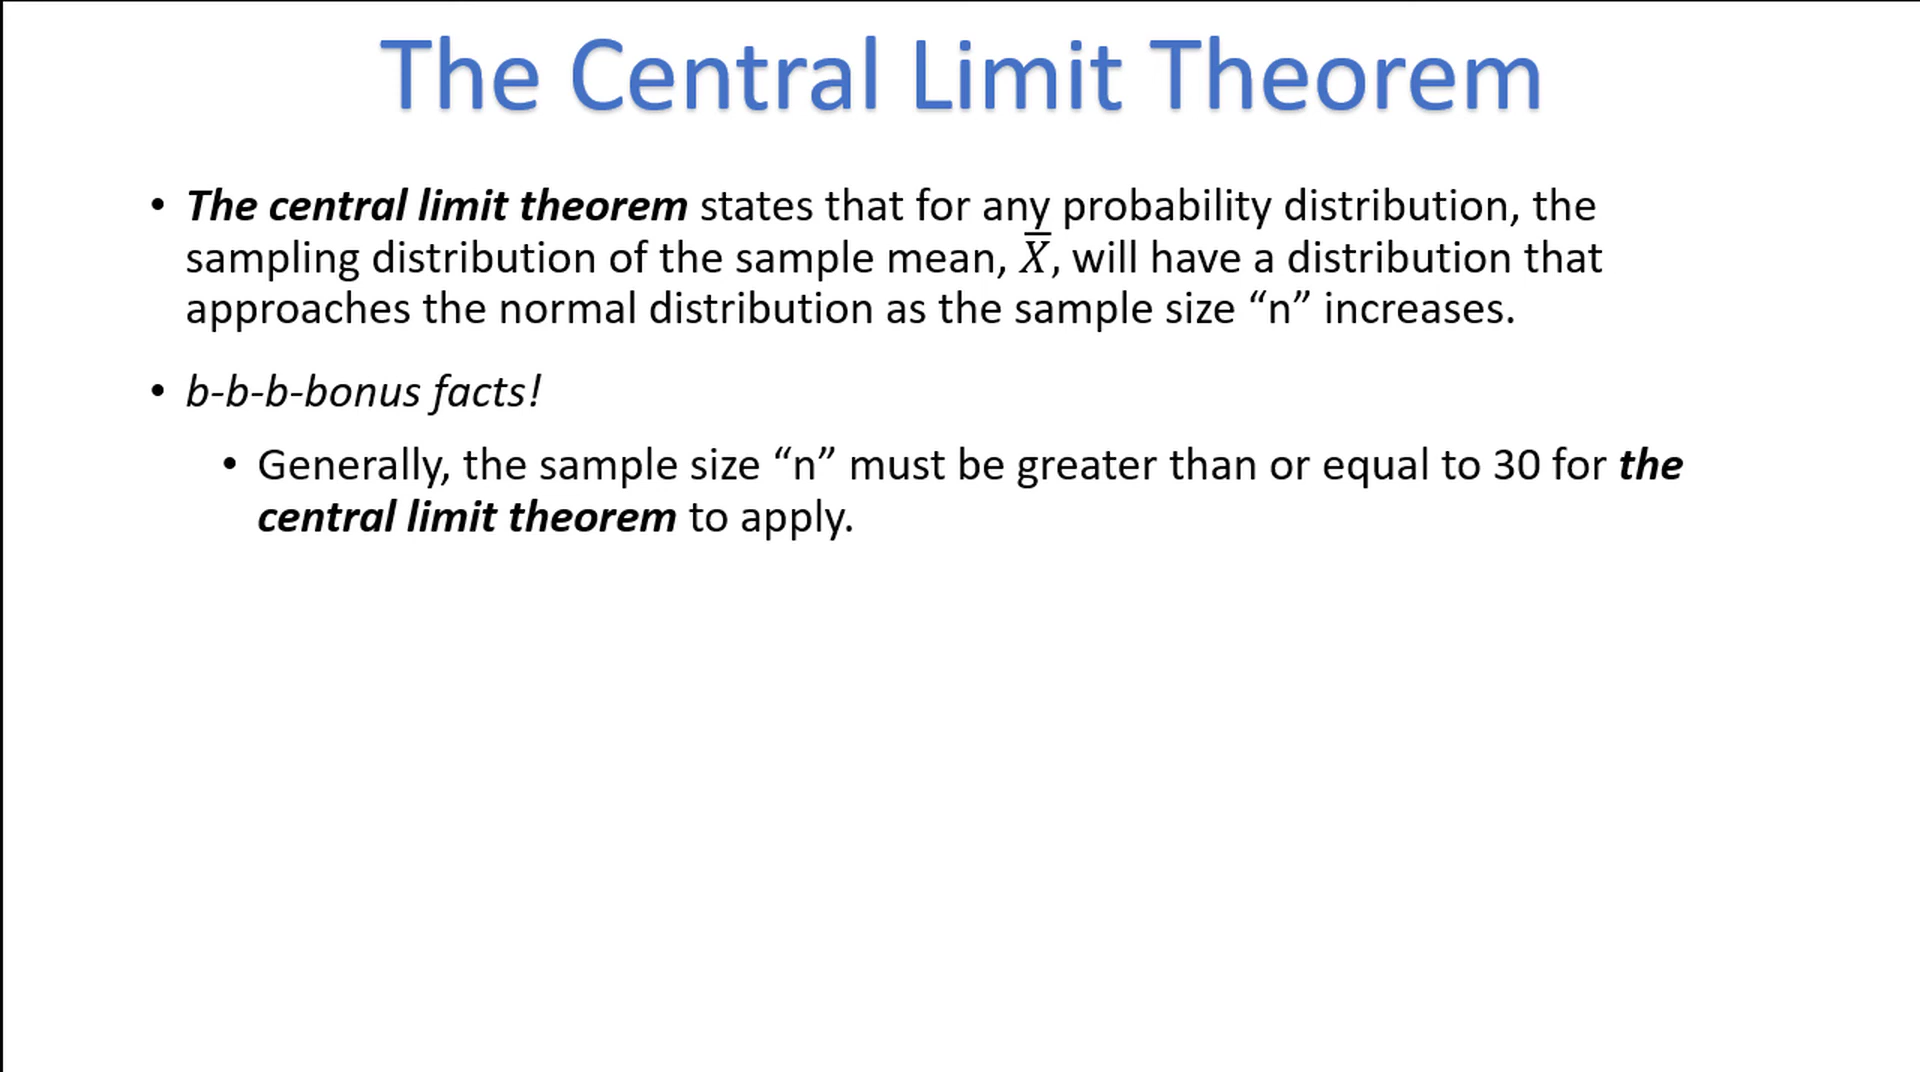 The Central Limit Theorem
• The central limit theorem states that for any probability distribution, the
sampling distribution of the sample mean, X̅, will have a distribution that
approaches the normal distribution as the sample size “n” increases.
• b-b-b-bonus facts!
• Generally, the sample size “n” must be greater than or equal to 30 for the
central limit theorem to apply.